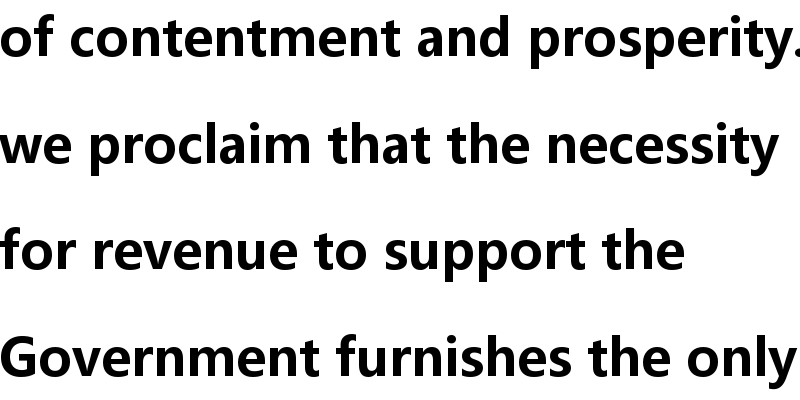 of contentment and prosperity.
we proclaim that the necessity
for revenue to support the
Government furnishes the only